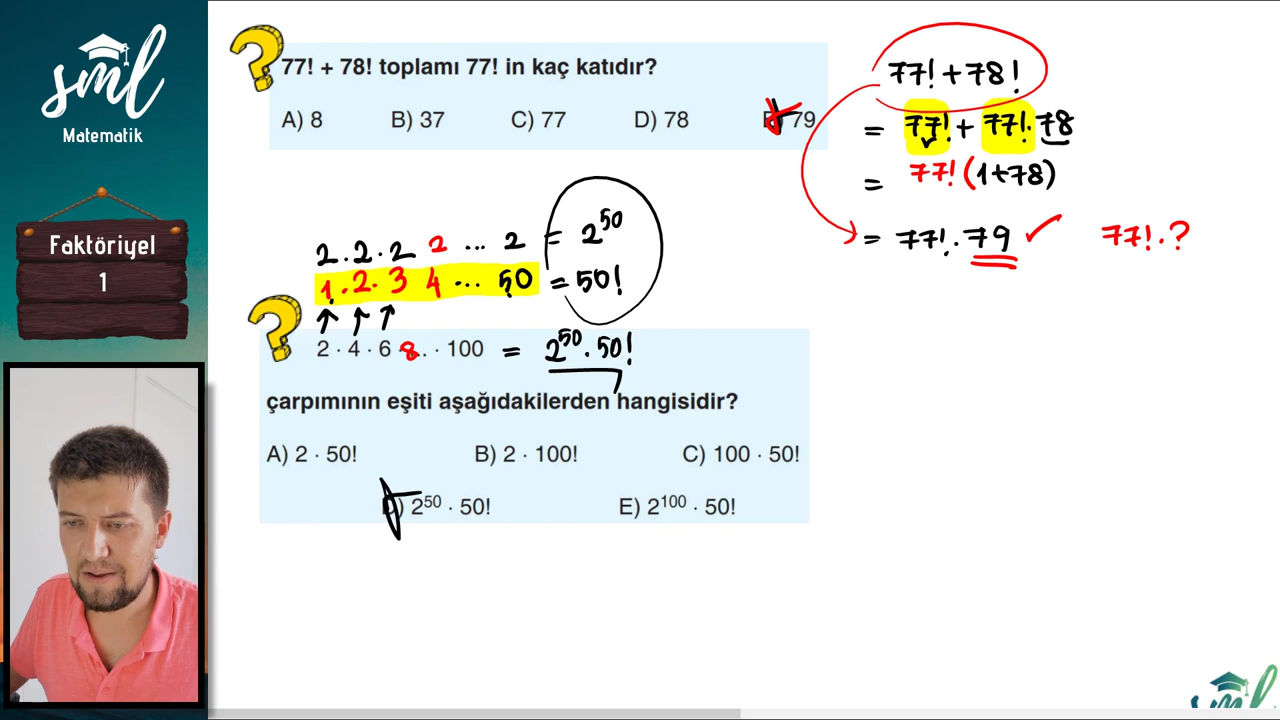 sml
Matematik
Faktöriyel
1
77! + 78! toplamı 77! in kaç katıdır?
A) 8 B) 37 C) 77 D) 78 E) 79
77! + 78!
= 77! + 77! · 78
= 77! (1+78)
= 77! · 79
77! · ?
2 . 2 . 2 2 ... 2 = 2^50
1 . 2 . 3 4 ... 50 = 50!
2 · 4 · 6 8 .. · 100 = 2^50 · 50!
çarpımının eşiti aşağıdakilerden hangisidir?
A) 2 · 50! B) 2 · 100! C) 100 · 50!
D) 2^50 · 50! E) 2^100 · 50!